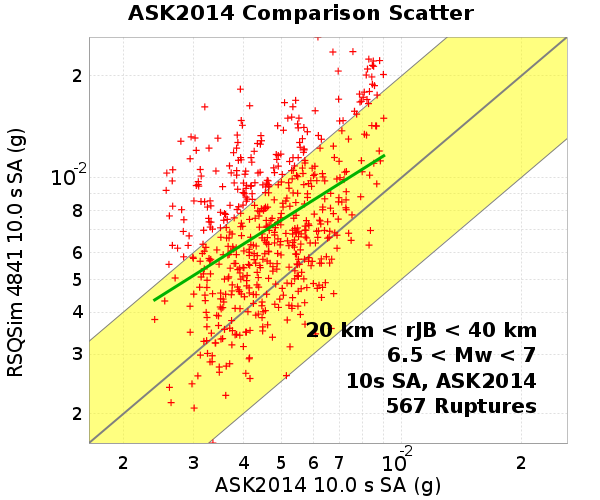 ASK2014 Comparison Scatter
RSQSim 4841 10.0 s SA (g)
2
10-2
8
6
5
4
3
2
20 km < rJB < 40 km
6.5 < Mw < 7
10s SA, ASK2014
567 Ruptures
2 3 4 5 6 7 10-2 2
ASK2014 10.0 s SA (g)